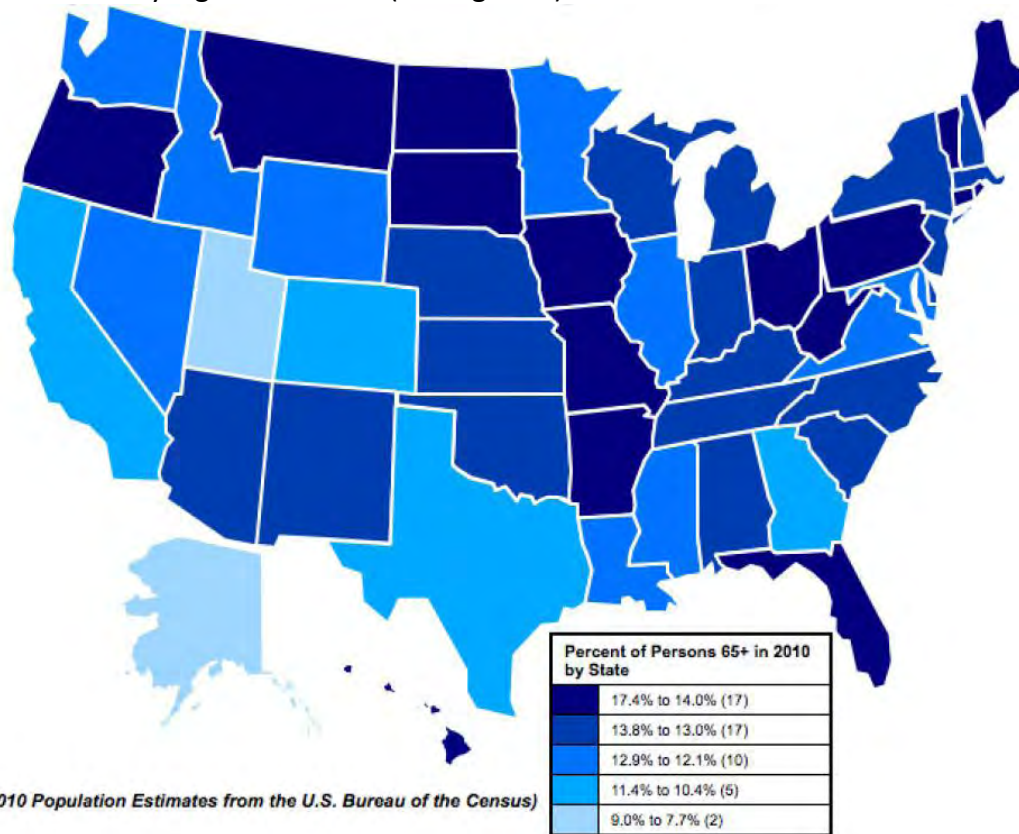 Percent of Persons 65+ in 2010
by State
17.4% to 14.0% (17)
13.8% to 13.0% (17)
12.9% to 12.1% (10)
11.4% to 10.4% (5)
9.0% to 7.7% (2)
010 Population Estimates from the U.S. Bureau of the Census)